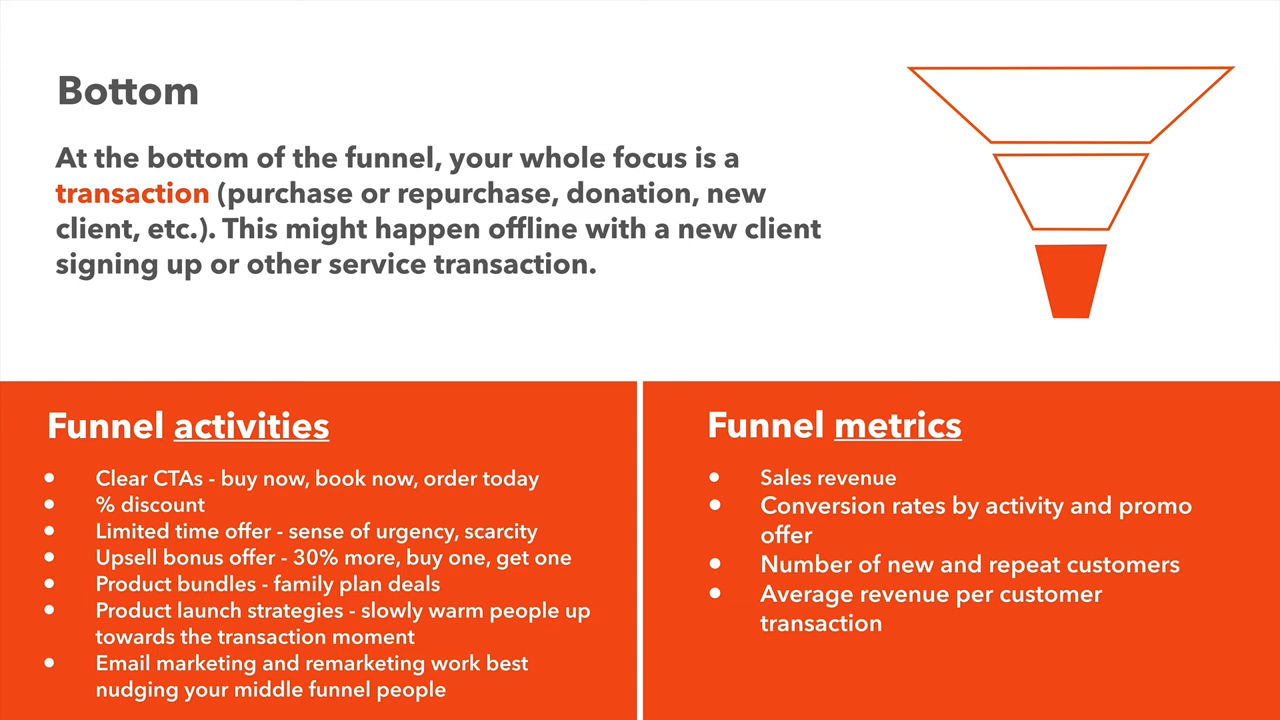 Bottom
At the bottom of the funnel, your whole focus is a
transaction (purchase or repurchase, donation, new
client, etc.). This might happen offline with a new client
signing up or other service transaction.
Funnel activities
● Clear CTAs - buy now, book now, order today
● % discount
● Limited time offer - sense of urgency, scarcity
● Upsell bonus offer - 30% more, buy one, get one
● Product bundles - family plan deals
● Product launch strategies - slowly warm people up
towards the transaction moment
● Email marketing and remarketing work best
nudging your middle funnel people
Funnel metrics
● Sales revenue
● Conversion rates by activity and promo
offer
● Number of new and repeat customers
● Average revenue per customer
transaction